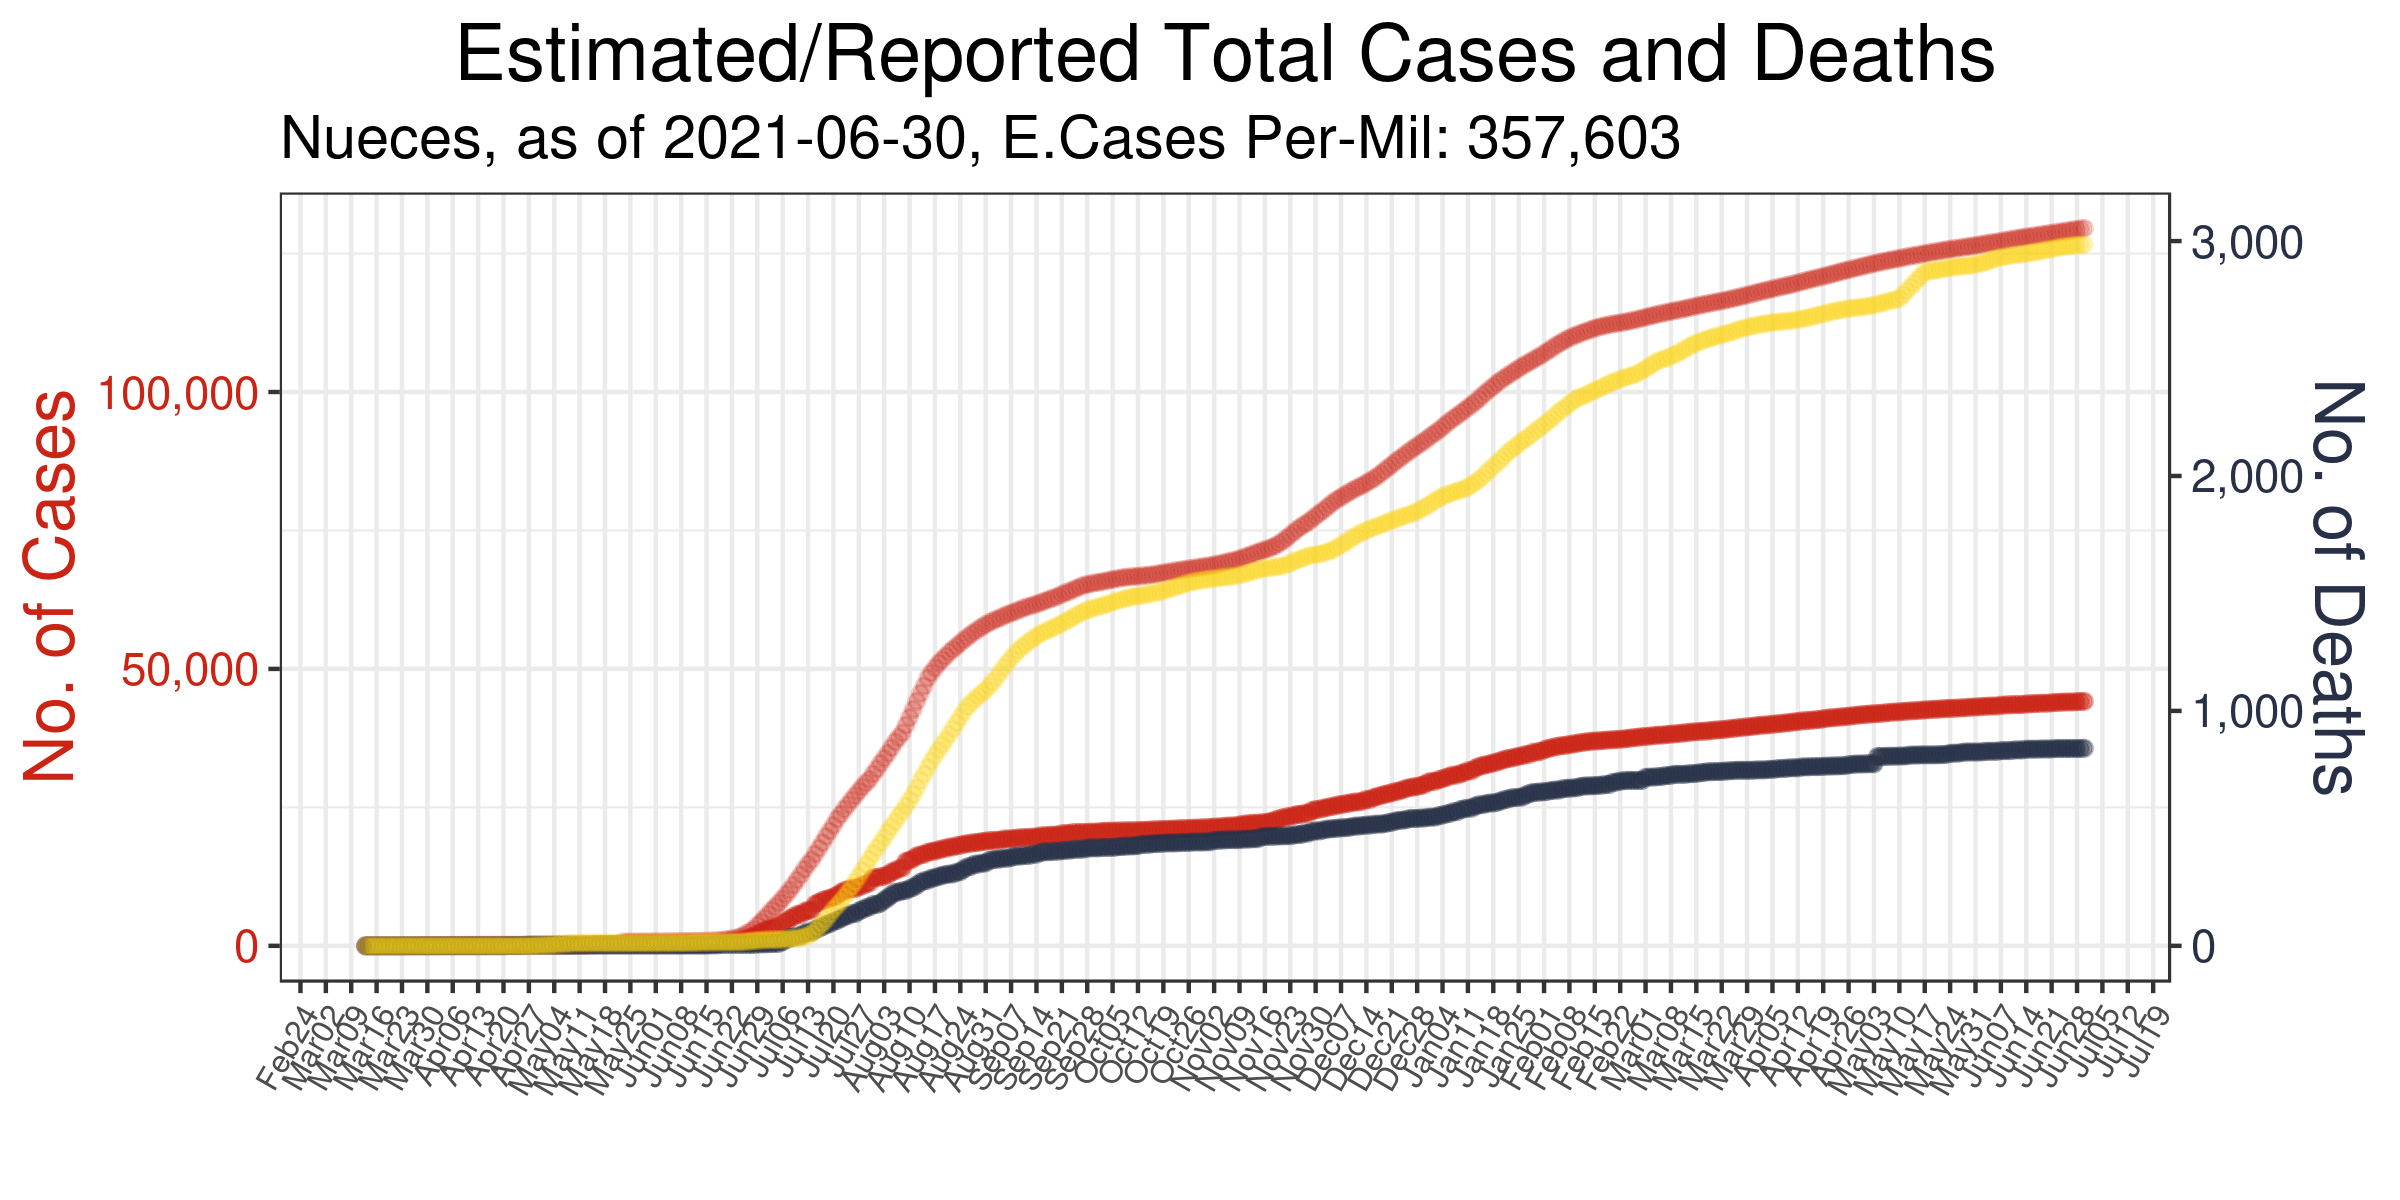 Estimated/Reported Total Cases and Deaths
Nueces, as of 2021-06-30, E.Cases Per-Mil: 357,603
No. of Cases
100,000
50,000
0
3,000
2,000
1,000
0
No. of Deaths
Feb24
Mar02
Mar09
Mar16
Mar23
Mar30
Apr06
Apr13
Apr20
Apr27
May04
May11
May18
May25
Jun01
Jun08
Jun15
Jun22
Jun29
Jul06
Jul13
Jul20
Jul27
Aug03
Aug10
Aug17
Aug24
Aug31
Sep07
Sep14
Sep21
Sep28
Oct05
Oct12
Oct19
Oct26
Nov02
Nov09
Nov16
Nov23
Nov30
Dec07
Dec14
Dec21
Dec28
Jan04
Jan11
Jan18
Jan25
Feb01
Feb08
Feb15
Feb22
Mar01
Mar08
Mar15
Mar22
Mar29
Apr05
Apr12
Apr19
Apr26
May03
May10
May17
May24
May31
Jun07
Jun14
Jun21
Jun28
Jul05
Jul12
Jul19